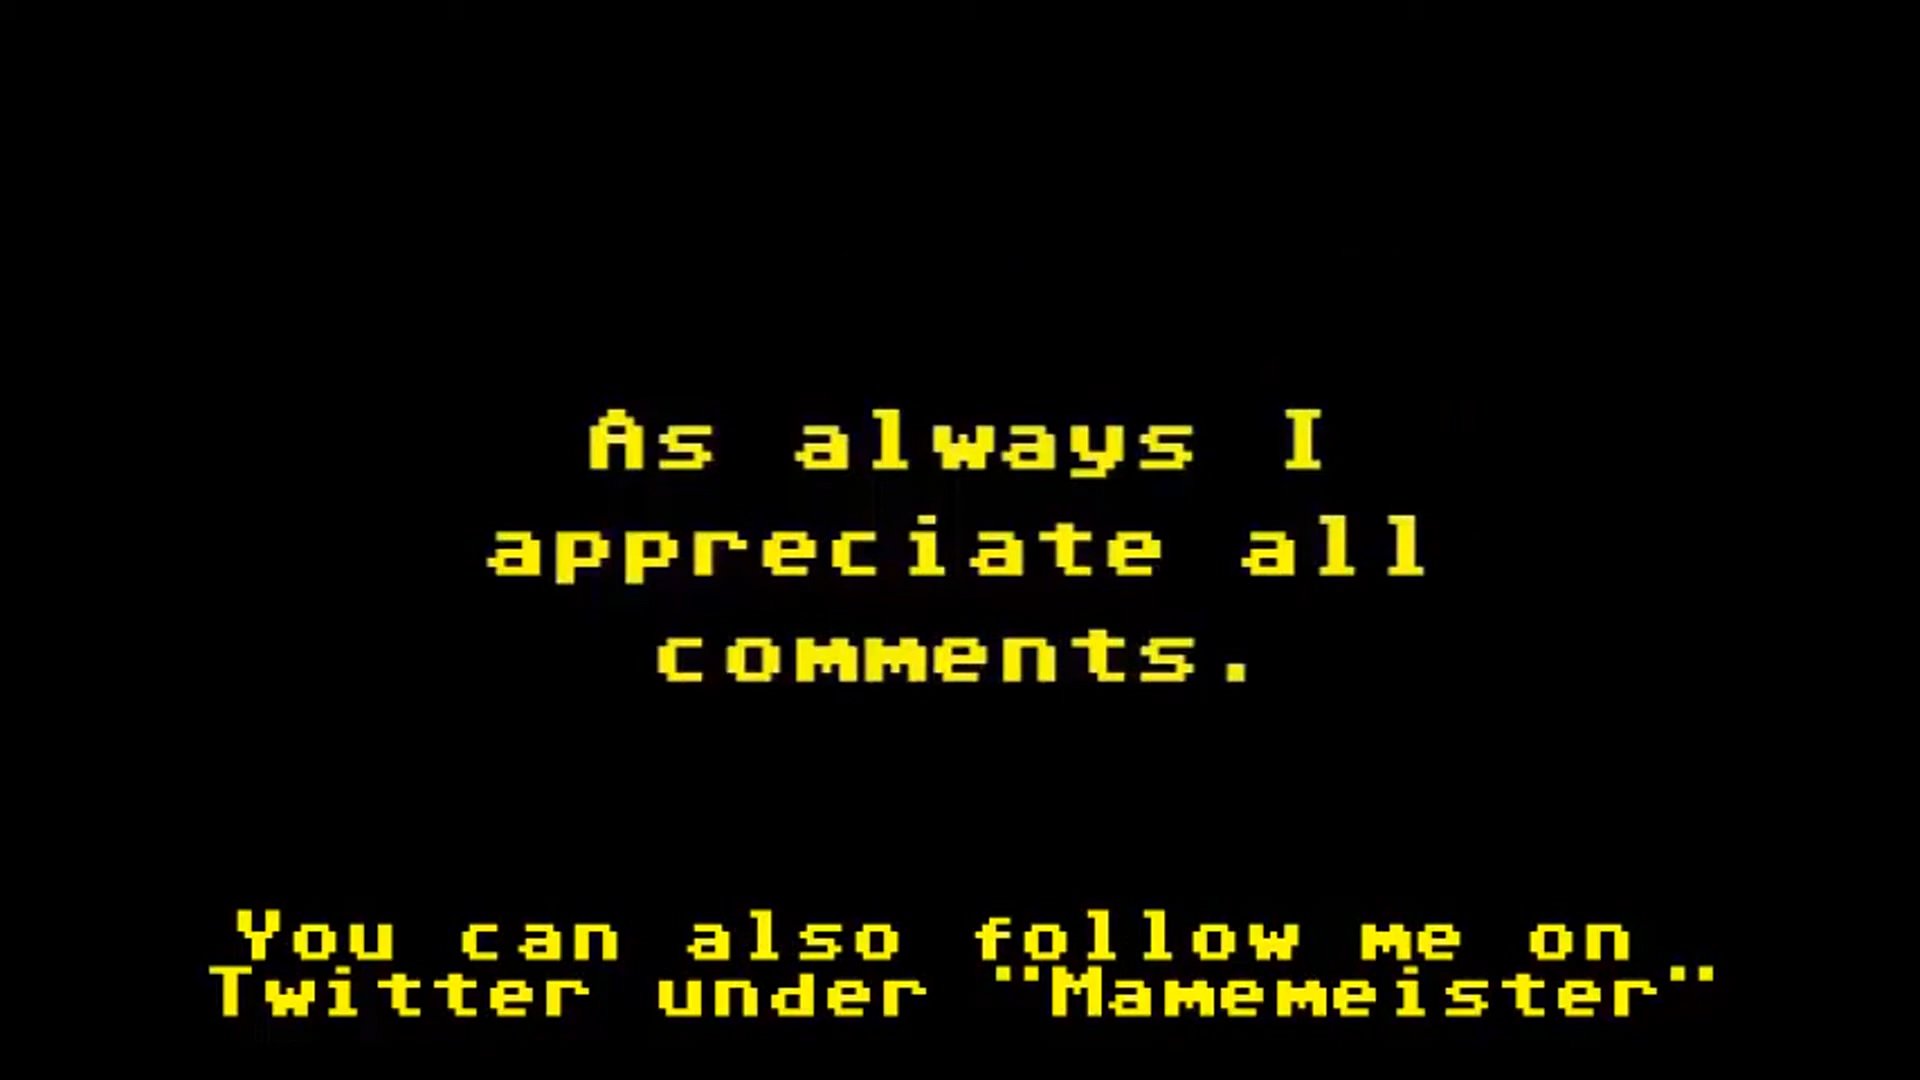 As always I
appreciate all
comments.
You can also follow me on
Twitter under "Mamemeister"